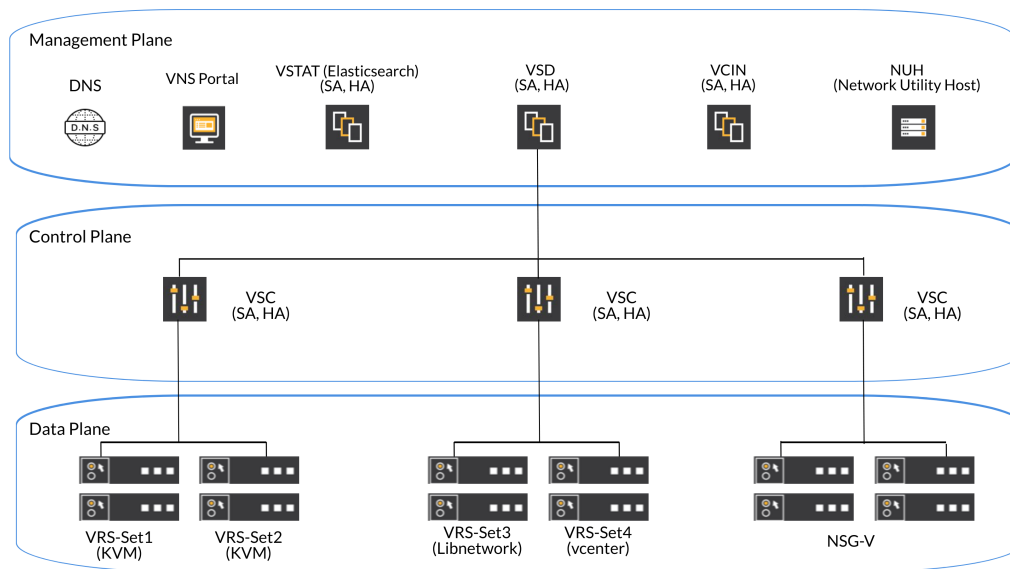 Management Plane
DNS
VNS Portal
VSTAT (Elasticsearch)
(SA, HA)
VSD
(SA, HA)
VCIN
(SA, HA)
NUH
(Network Utility Host)
D.N.S
Control Plane
VSC
(SA, HA)
VSC
(SA, HA)
VSC
(SA, HA)
Data Plane
VRS-Set1
(KVM)
VRS-Set2
(KVM)
VRS-Set3
(Libnetwork)
VRS-Set4
(vcenter)
NSG-V